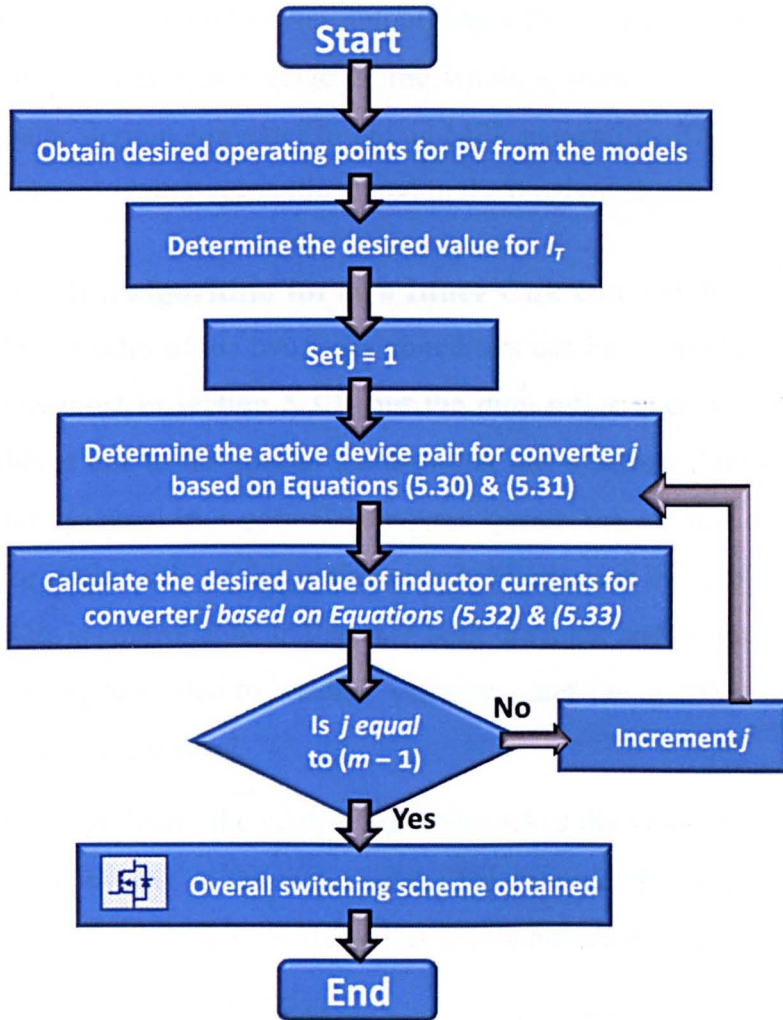 Start
Obtain desired operating points for PV from the models
Determine the desired value for I_T
Set j = 1
Determine the active device pair for converter j
based on Equations (5.30) & (5.31)
Calculate the desired value of inductor currents for
converter j based on Equations (5.32) & (5.33)
Is j equal
to (m – 1)
No
Increment j
Yes
Overall switching scheme obtained
End